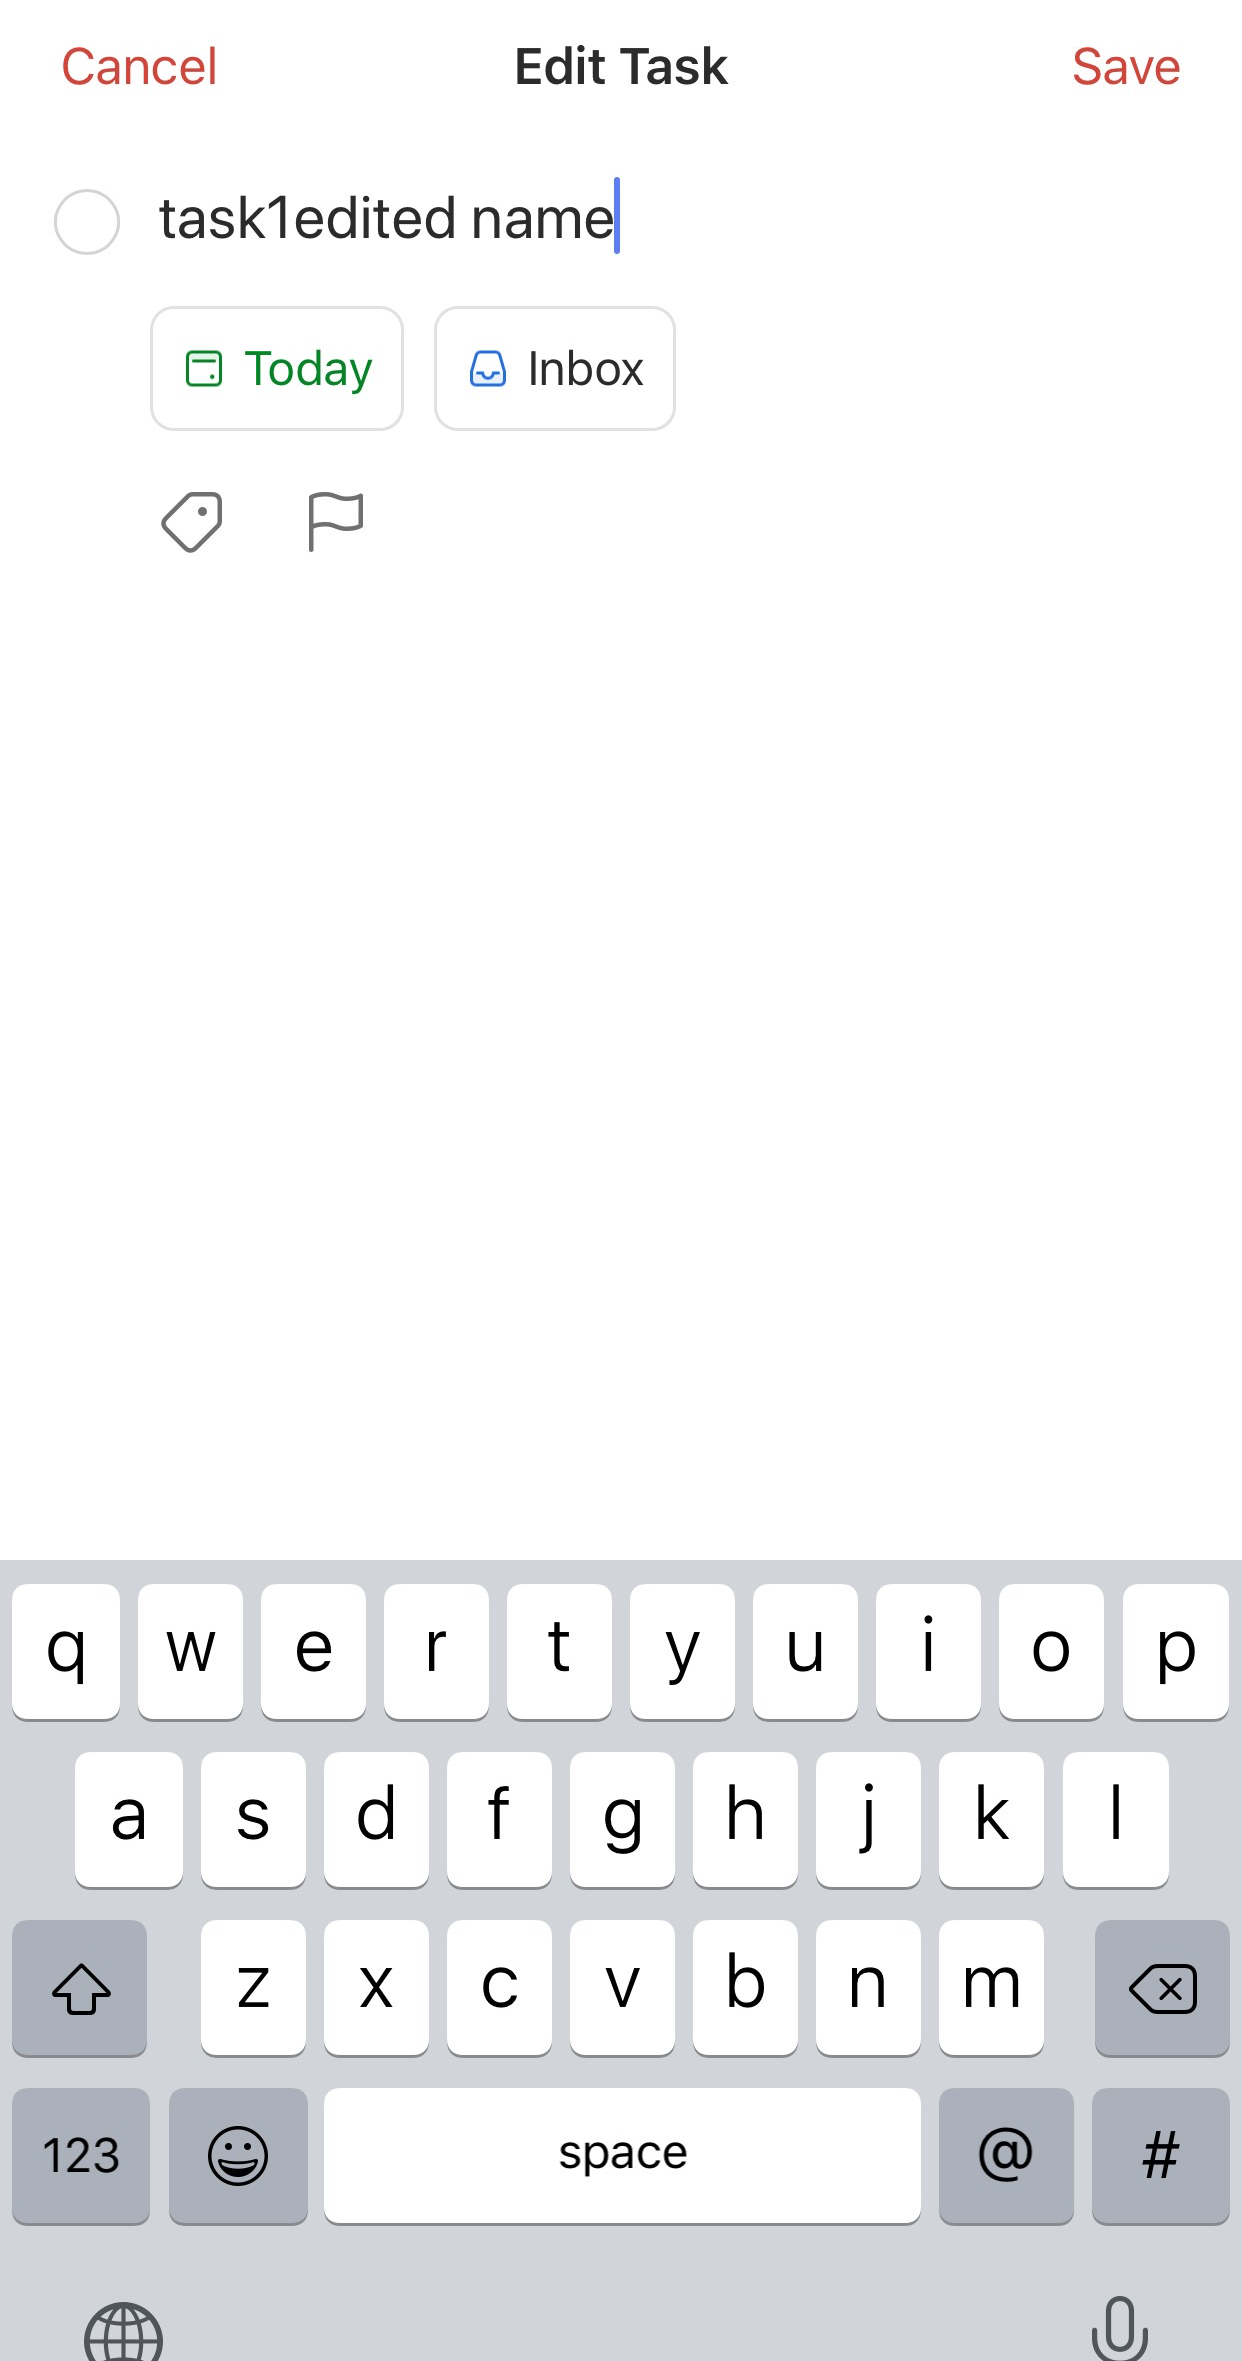 Cancel Edit Task Save
task1edited name
Today Inbox
q w e r t y u i o p
a s d f g h j k l
z x c v b n m
123 space @ #